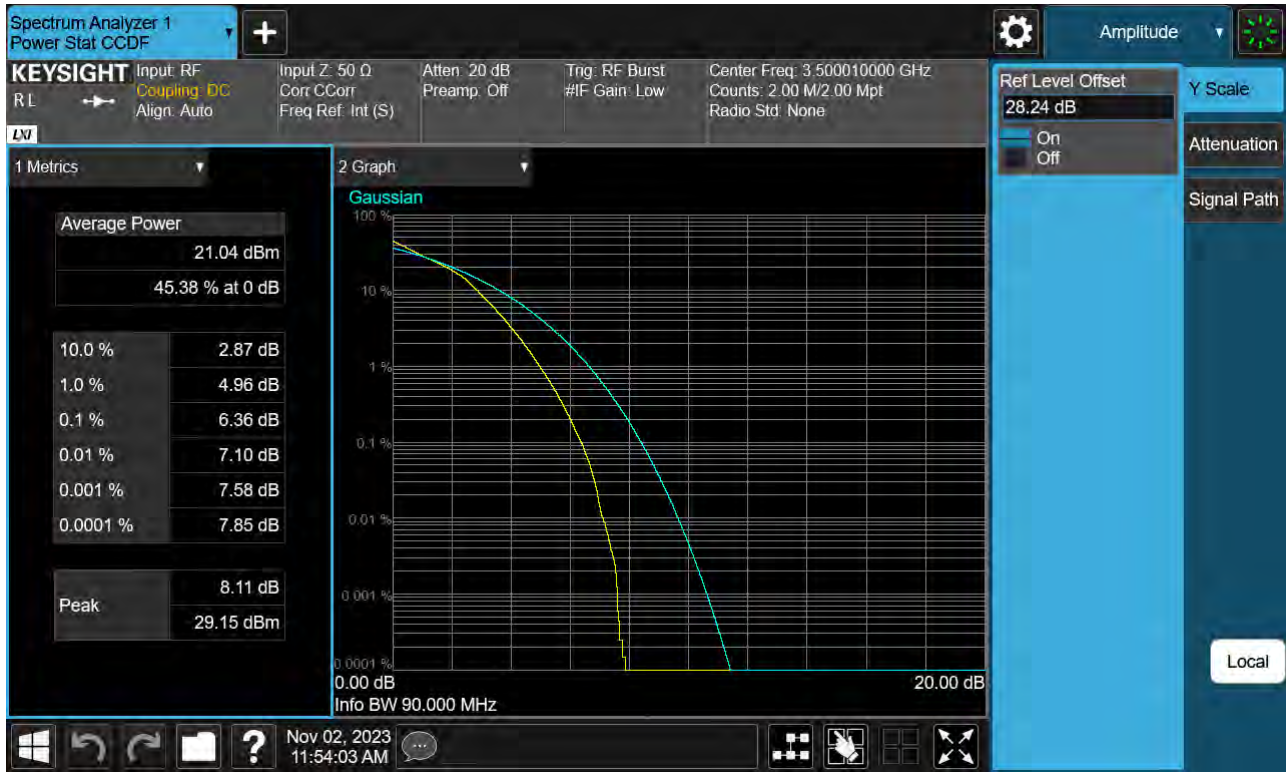 Spectrum Analyzer 1
Power Stat CCDF
+
Amplitude
KEYSIGHT
RL
LXI
Input: RF
Coupling: DC
Align: Auto
Input Z: 50 Ω
Corr CCorr
Freq Ref: Int (S)
Atten: 20 dB
Preamp: Off
Trig: RF Burst
#IF Gain: Low
Center Freq: 3.500010000 GHz
Counts: 2.00 M/2.00 Mpt
Radio Std: None
Ref Level Offset
28.24 dB
On
Off
Y Scale
Attenuation
Signal Path
Local
1 Metrics
Average Power
21.04 dBm
45.38 % at 0 dB
10.0 % 2.87 dB
1.0 % 4.96 dB
0.1 % 6.36 dB
0.01 % 7.10 dB
0.001 % 7.58 dB
0.0001 % 7.85 dB
Peak
8.11 dB
29.15 dBm
2 Graph
Gaussian
100 %
10 %
1 %
0.1 %
0.01 %
0.001 %
0.0001 %
0.00 dB 20.00 dB
Info BW 90.000 MHz
?
Nov 02, 2023
11:54:03 AM